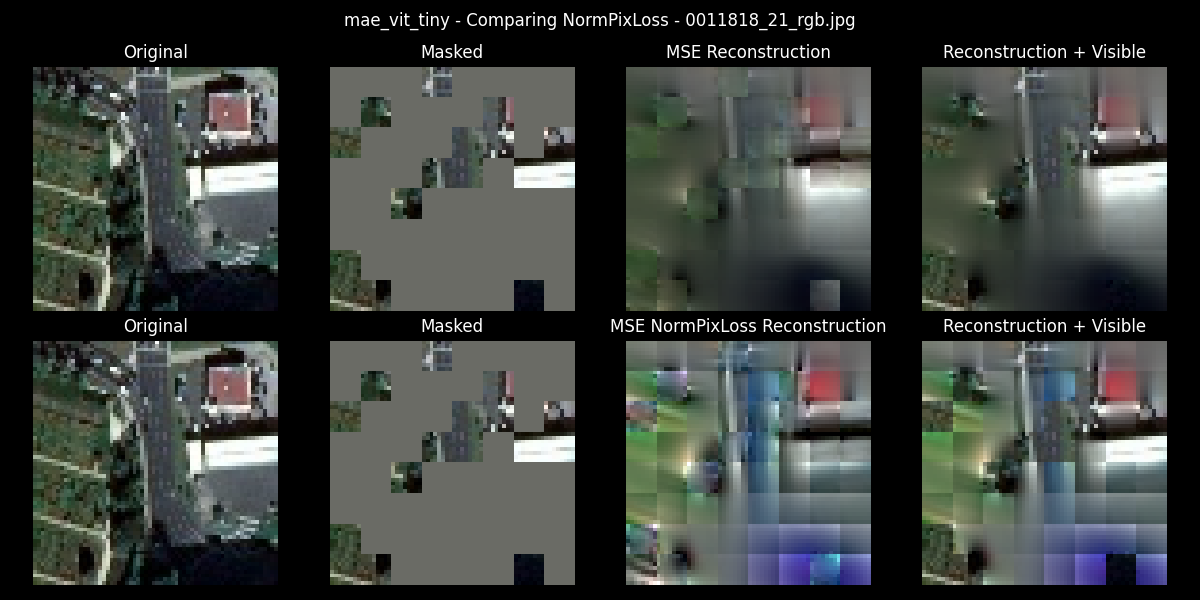 mae_vit_tiny - Comparing NormPixLoss - 0011818_21_rgb.jpg
Original
Masked
MSE Reconstruction
Reconstruction + Visible
Original
Masked
MSE NormPixLoss Reconstruction
Reconstruction + Visible